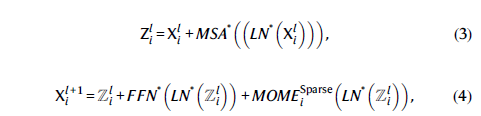 Z_i^l = X_i^l + MSA^*((LN^*(X_i^l))), (3)
X_i^{l+1} = ℤ_i^l + FFN^*(LN^*(ℤ_i^l)) + MOME_i^{Sparse}(LN^*(ℤ_i^l)), (4)